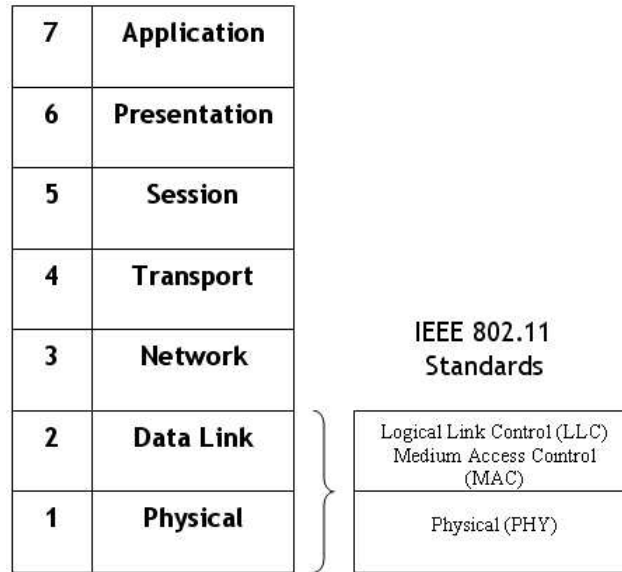 7 Application
6 Presentation
5 Session
4 Transport
3 Network
2 Data Link
1 Physical
IEEE 802.11
Standards
Logical Link Control (LLC)
Medium Access Control
(MAC)
Physical (PHY)